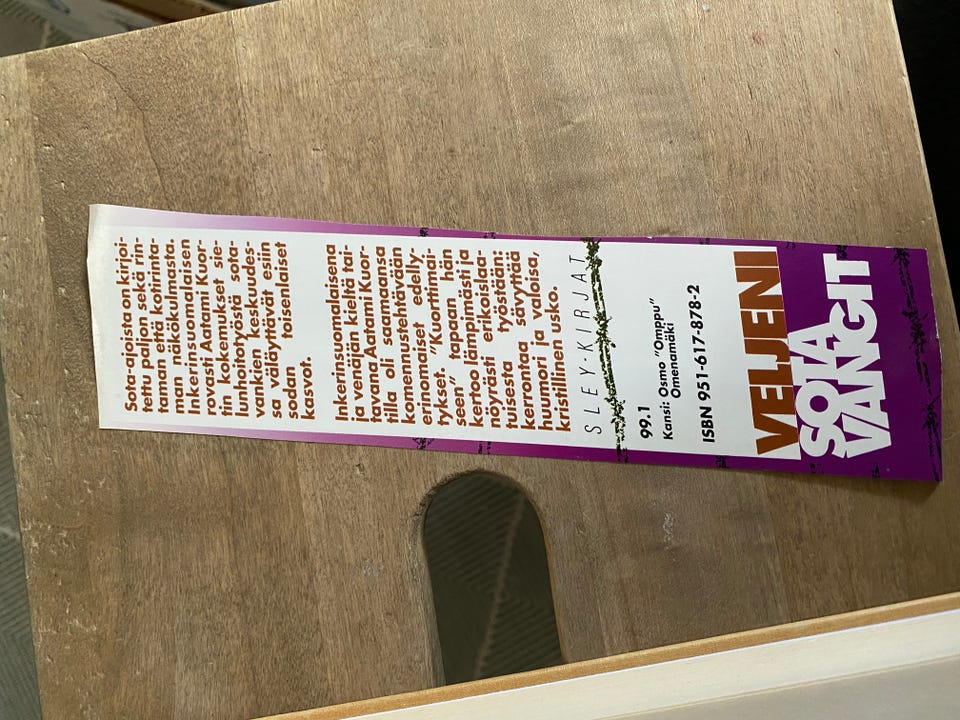 Sota-ajoista on kirjoi-
tettu paljon sekä rin-
taman että kotirinta-
man näkökulmasta.
Inkerinsuomalaisen
rovasti Aatami Kuor-
tin kokemukset sie-
lunhoitotyöstä sota-
vankien keskuudes-
sa väläyttävät esiin
sodan toisenlaiset
kasvot.
Inkerinsuomalaisena
ja venäjän kieltä tai-
tavana Aatami Kuor-
tilla oli saamaansa
komennustehtävään
erinomaiset edelly-
tykset. "Kuorttimai-
seen" tapaan hän
kertoo lämpimästi ja
nöyrästi erikoislaa-
tuisesta työstään:
kerrontaa sävyttää
huumori ja valoisa,
kristillinen usko.
SLEY-KIRJAT
99.1
Kansi: Osmo "Omppu"
Omenamäki
ISBN 951-617-878-2
VELJENI
SOTA
VANGIT